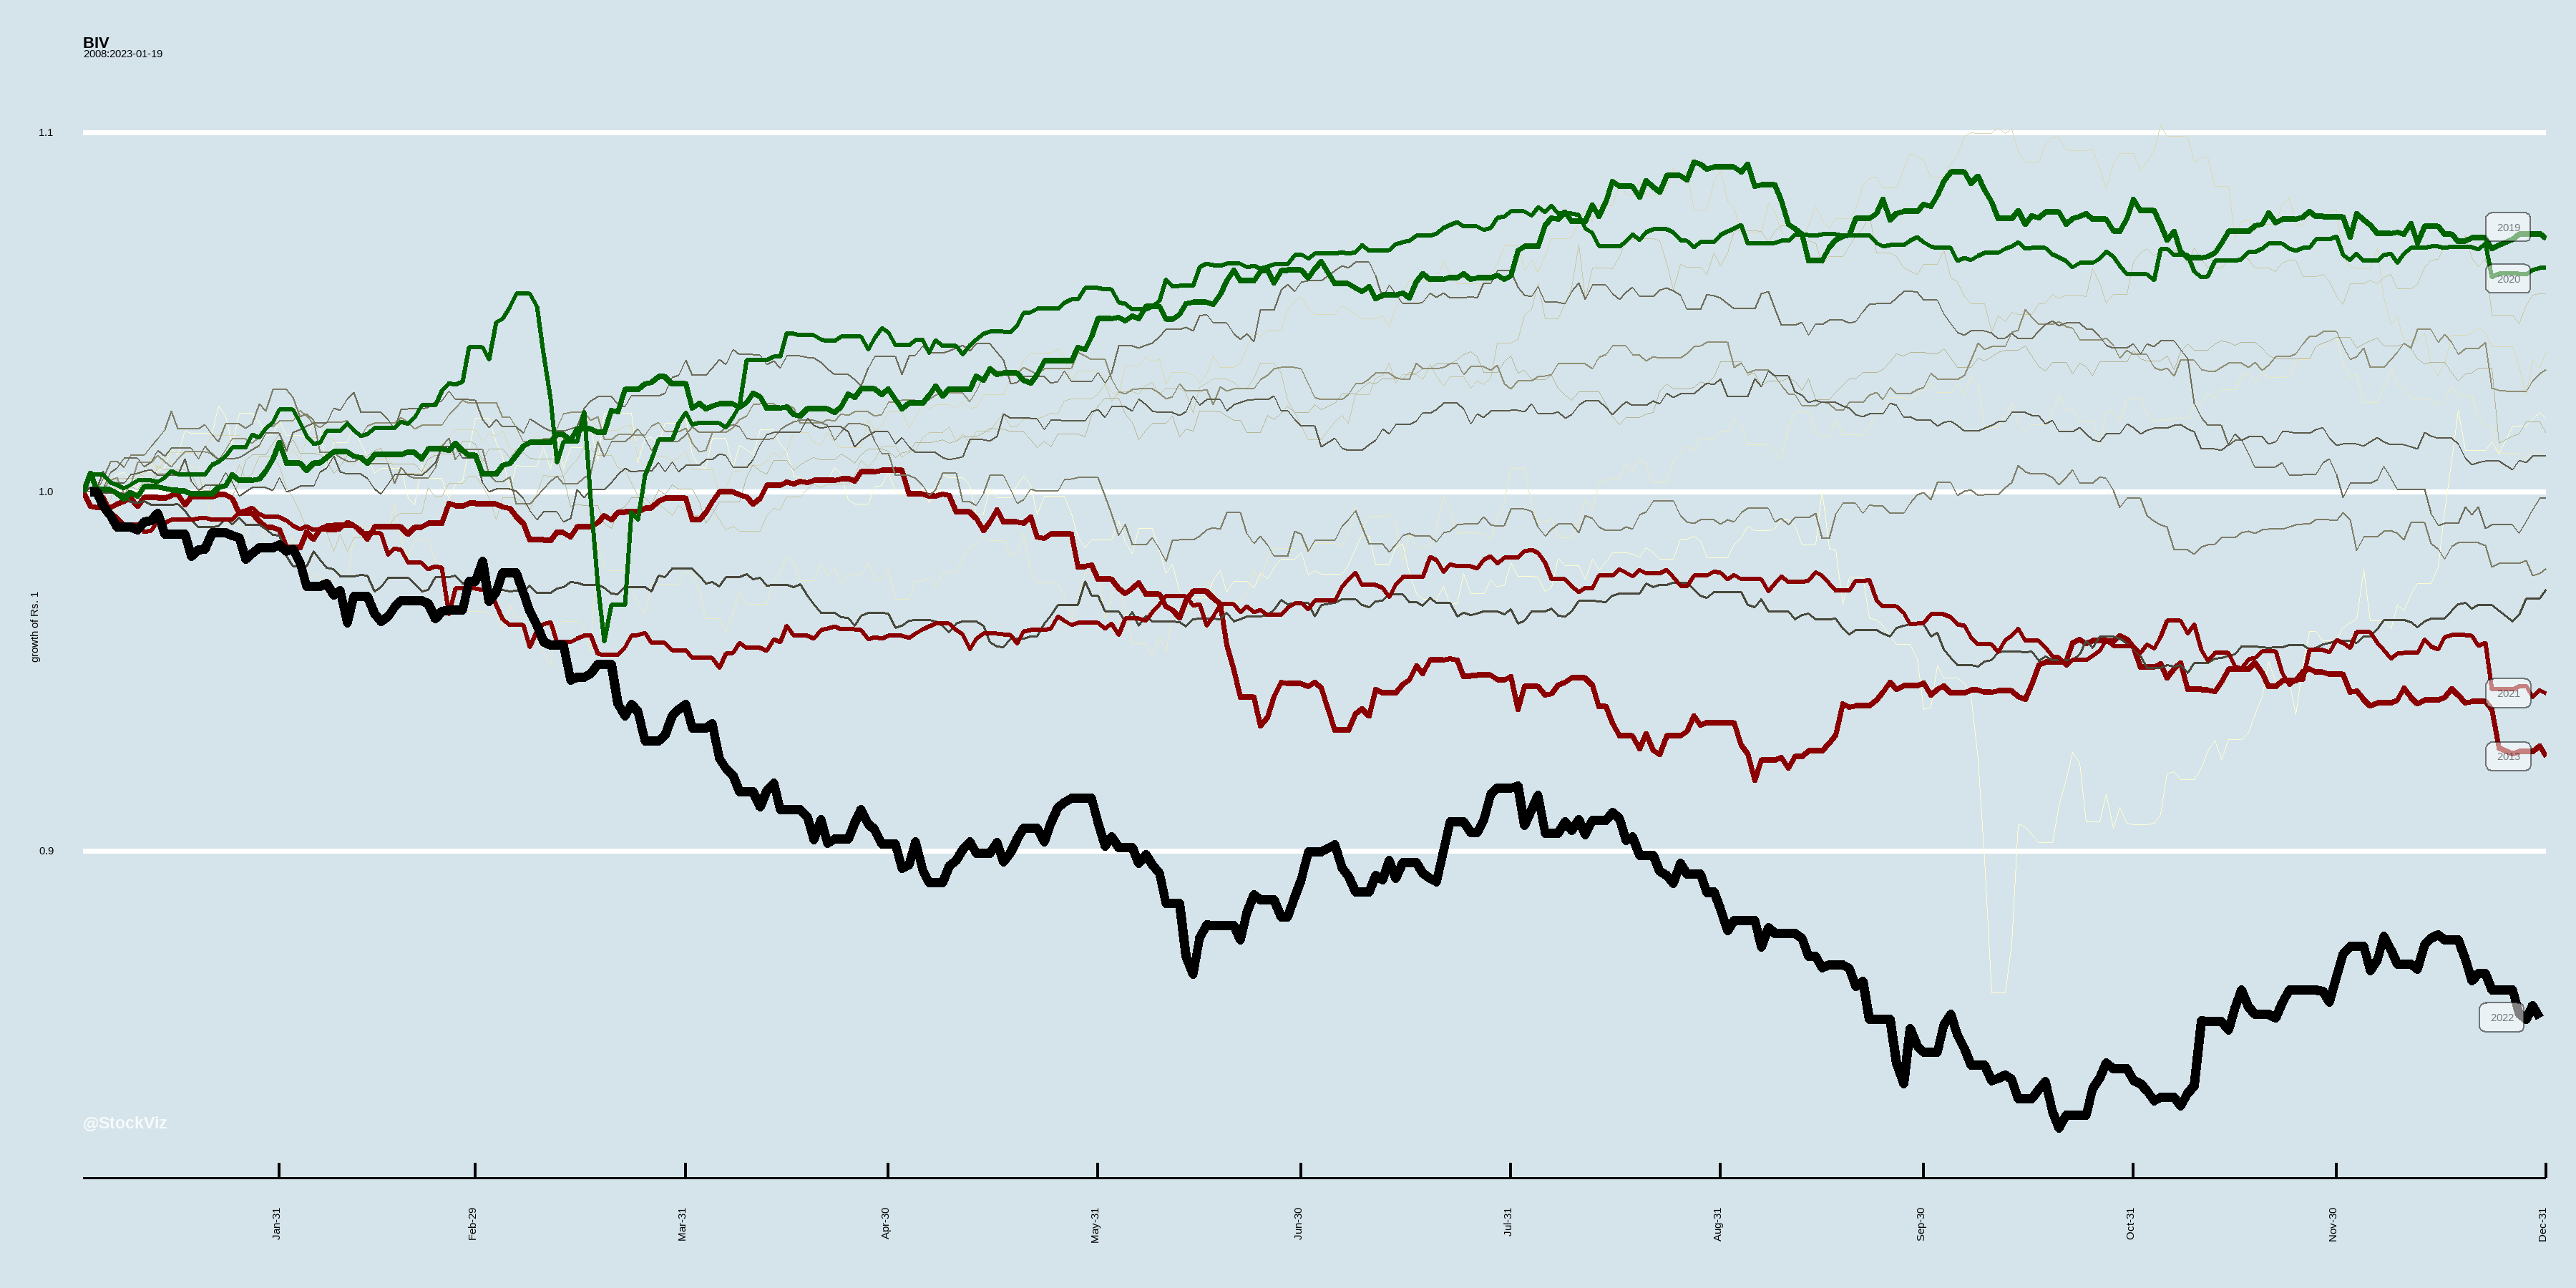 BIV
2008:2023-01-19
1.1
1.0
0.9
growth of Rs. 1
2019
2020
2021
2013
2022
@StockViz
Jan-31
Feb-29
Mar-31
Apr-30
May-31
Jun-30
Jul-31
Aug-31
Sep-30
Oct-31
Nov-30
Dec-31